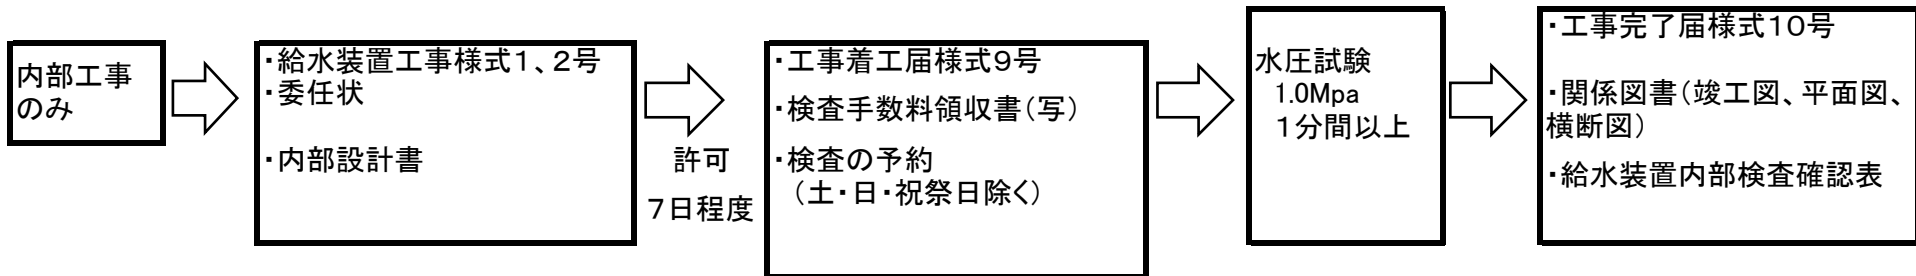 内部工事
のみ
・給水装置工事様式１、２号
・委任状
・内部設計書
許可
７日程度
・工事着工届様式９号
・検査手数料領収書（写）
・検査の予約
（土・日・祝祭日除く）
水圧試験
1.0Mpa
１分間以上
・工事完了届様式１０号
・関係図書（竣工図、平面図、
横断図）
・給水装置内部検査確認表